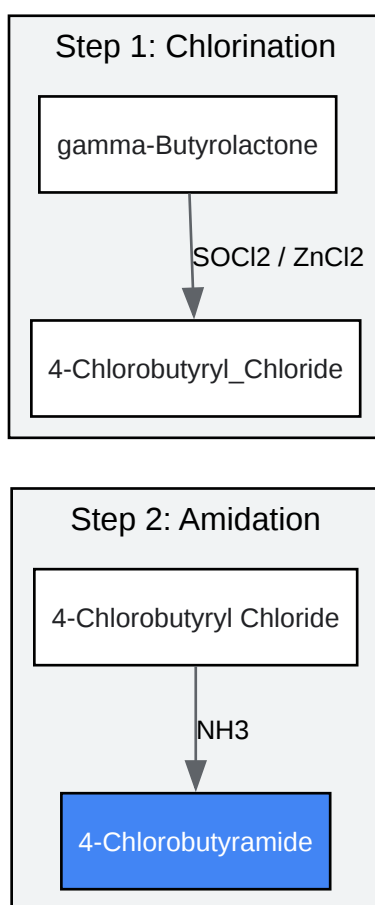 Step 1: Chlorination
gamma-Butyrolactone
SOCl2 / ZnCl2
4-Chlorobutyryl_Chloride
Step 2: Amidation
4-Chlorobutyryl Chloride
NH3
4-Chlorobutyramide